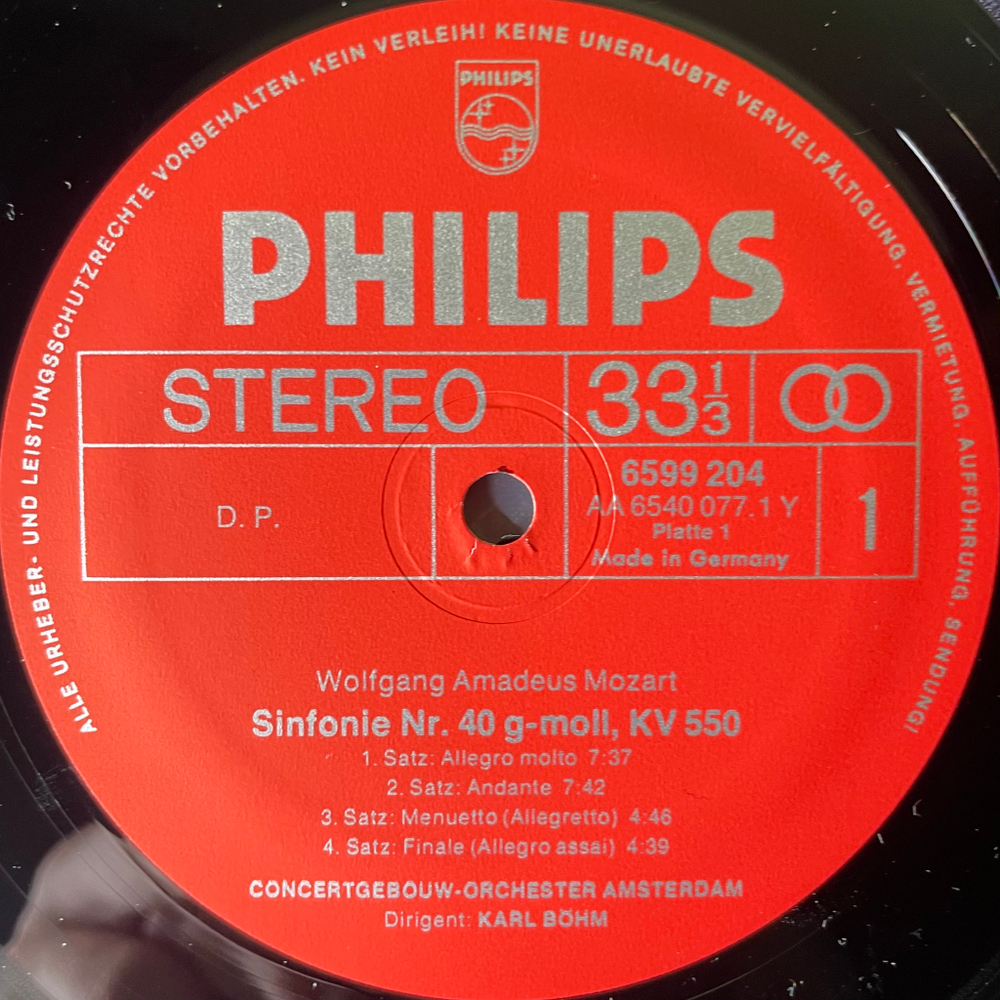 ALLE URHEBER- UND LEISTUNGSSCHUTZRECHTE VORBEHALTEN. KEIN VERLEIH! KEINE UNERLAUBTE VERVIELFÄLTIGUNG, VERMIETUNG, AUFFÜHRUNG, SENDUNG!
PHILIPS
PHILIPS
STEREO 33 1/3
D. P.
6599 204
AA 6540 077.1 Y
Platte 1
Made in Germany
1
Wolfgang Amadeus Mozart
Sinfonie Nr. 40 g-moll, KV 550
1. Satz: Allegro molto 7:37
2. Satz: Andante 7:42
3. Satz: Menuetto (Allegretto) 4:46
4. Satz: Finale (Allegro assai) 4:39
CONCERTGEBOUW-ORCHESTER AMSTERDAM
Dirigent: KARL BÖHM